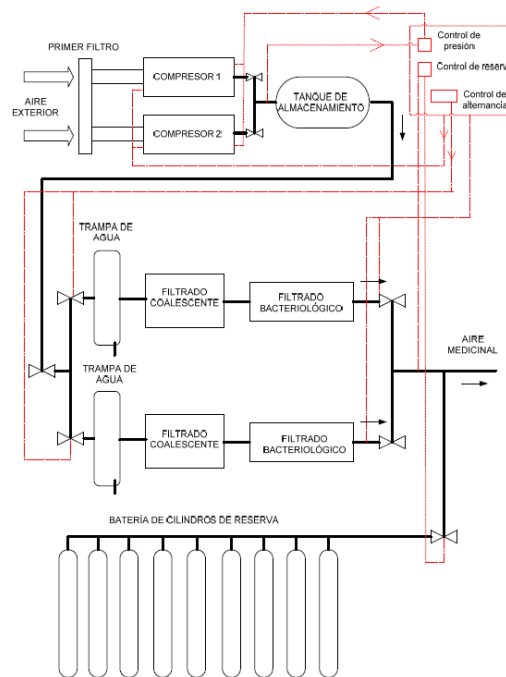 PRIMER FILTRO
AIRE
EXTERIOR
COMPRESOR 1
COMPRESOR 2
TANQUE DE
ALMACENAMIENTO
Control de
presión
Control de reserva
Control de
alternancia
TRAMPA DE
AGUA
FILTRADO
COALESCENTE
FILTRADO
BACTERIOLÓGICO
AIRE
MEDICINAL
TRAMPA DE
AGUA
FILTRADO
COALESCENTE
FILTRADO
BACTERIOLÓGICO
BATERÍA DE CILINDROS DE RESERVA